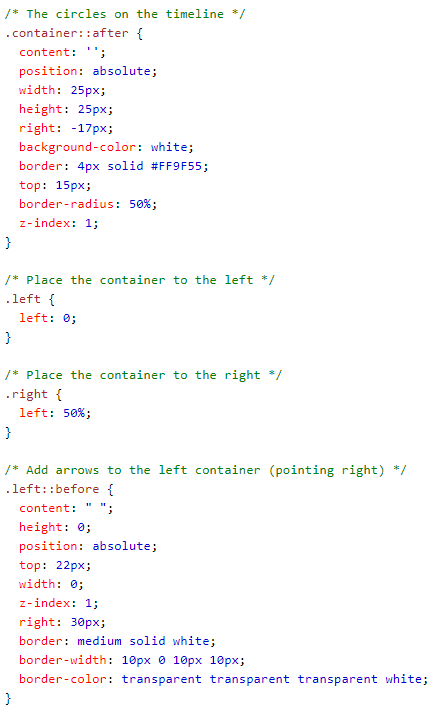 /* The circles on the timeline */
.container::after {
  content: '';
  position: absolute;
  width: 25px;
  height: 25px;
  right: -17px;
  background-color: white;
  border: 4px solid #FF9F55;
  top: 15px;
  border-radius: 50%;
  z-index: 1;
}

/* Place the container to the left */
.left {
  left: 0;
}

/* Place the container to the right */
.right {
  left: 50%;
}

/* Add arrows to the left container (pointing right) */
.left::before {
  content: " ";
  height: 0;
  position: absolute;
  top: 22px;
  width: 0;
  z-index: 1;
  right: 30px;
  border: medium solid white;
  border-width: 10px 0 10px 10px;
  border-color: transparent transparent transparent white;
}